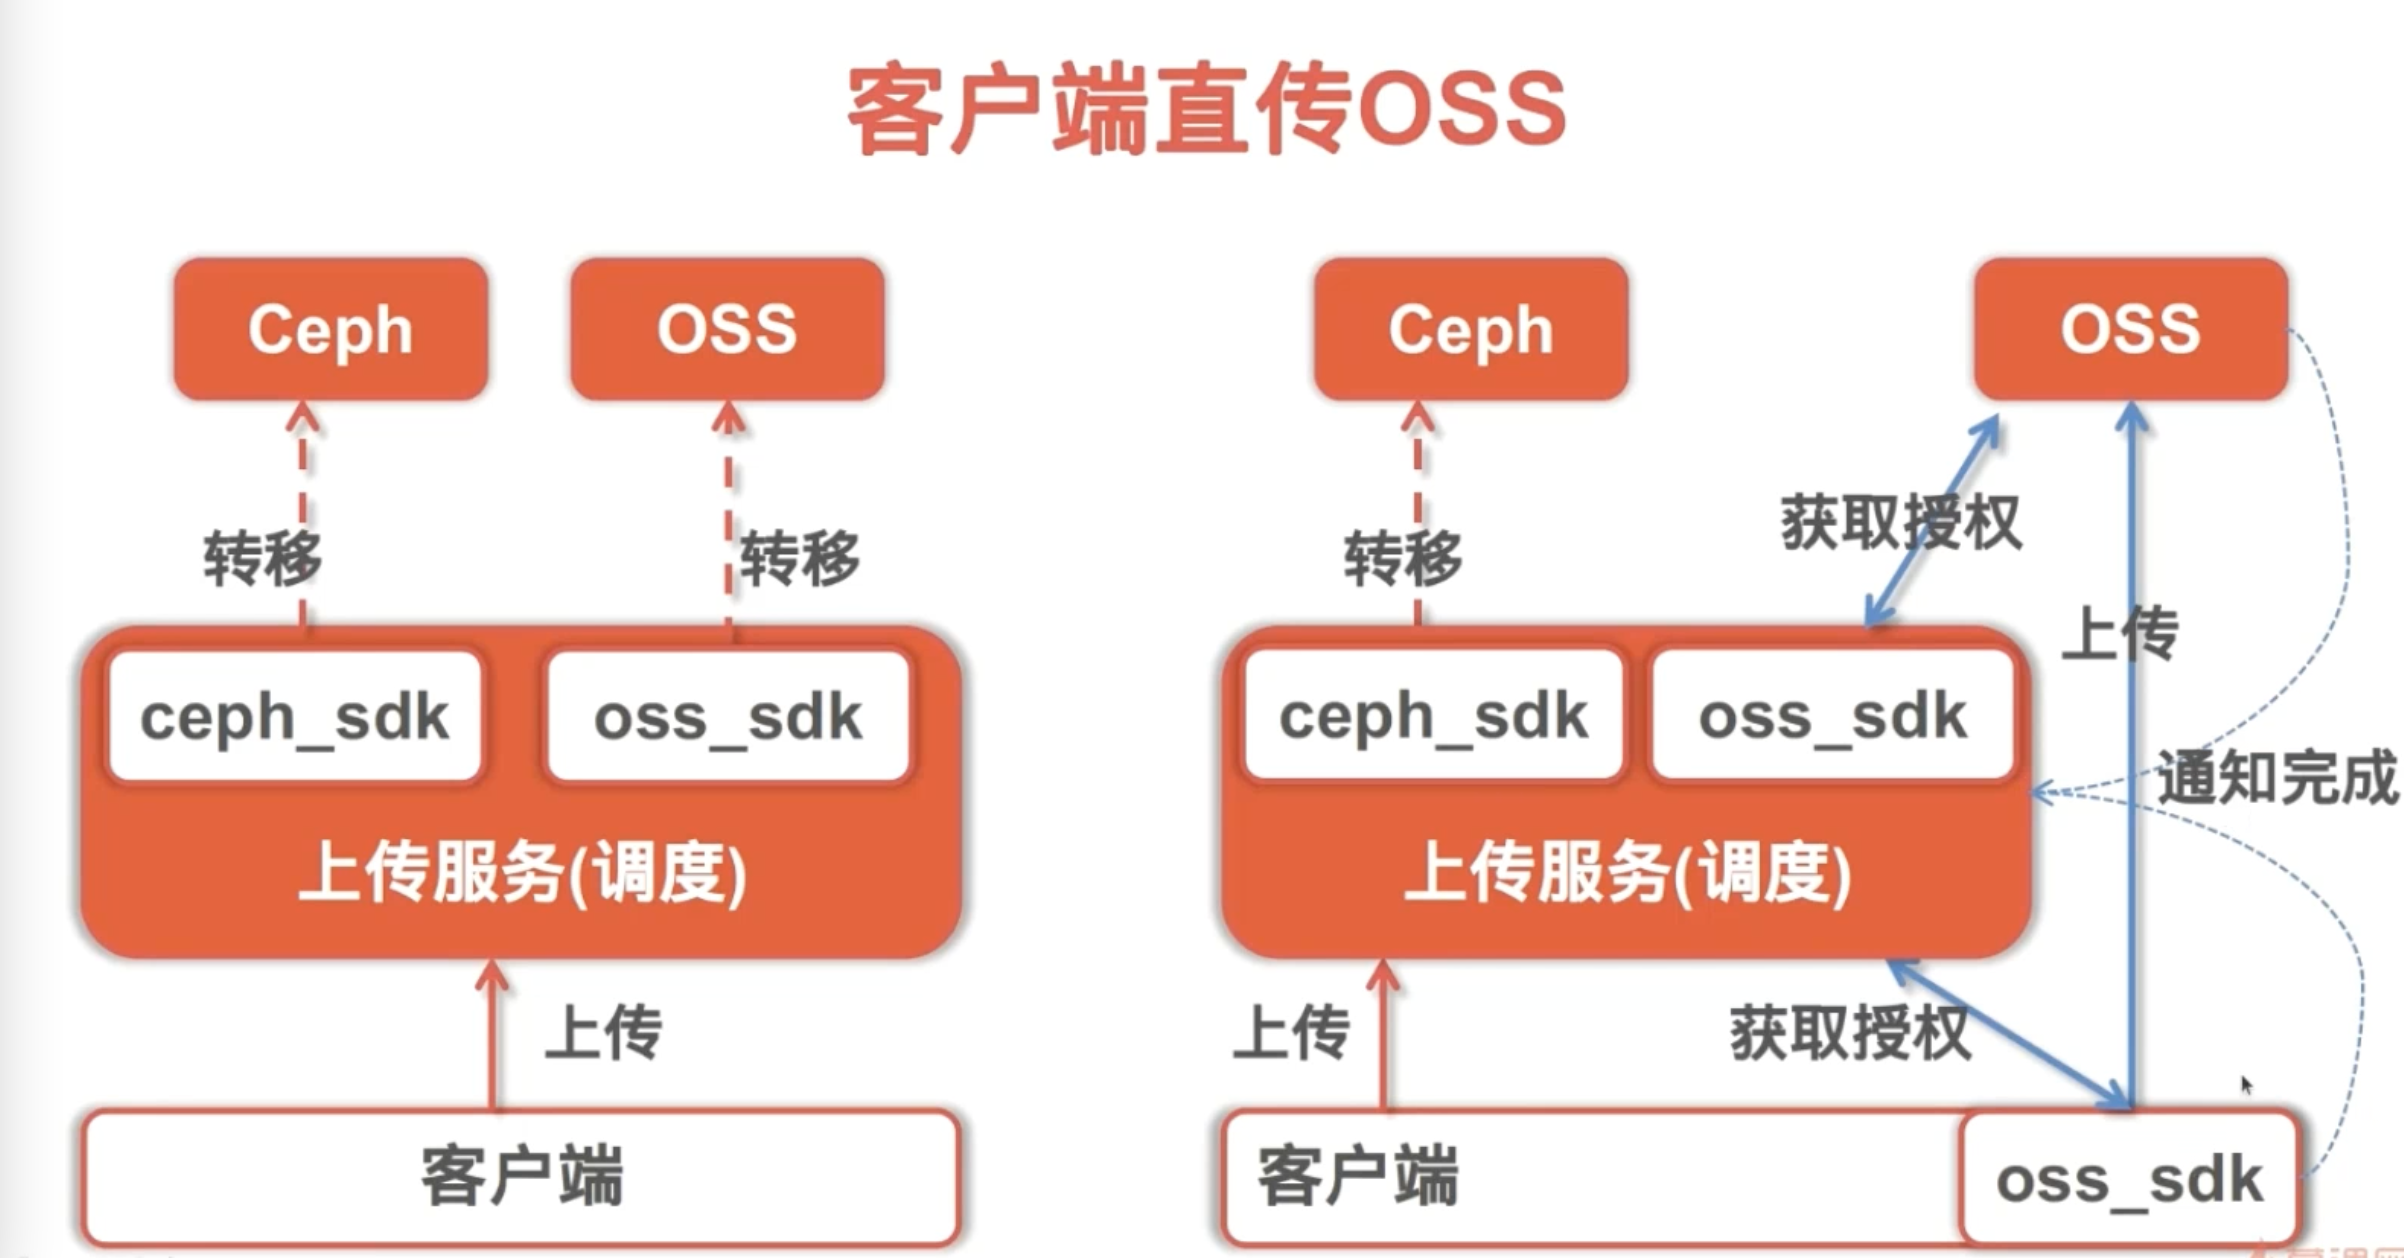 客户端直传OSS
Ceph
OSS
转移
转移
ceph_sdk
oss_sdk
上传服务(调度)
上传
客户端
Ceph
OSS
转移
获取授权
上传
ceph_sdk
oss_sdk
通知完成
上传服务(调度)
上传
获取授权
客户端
oss_sdk